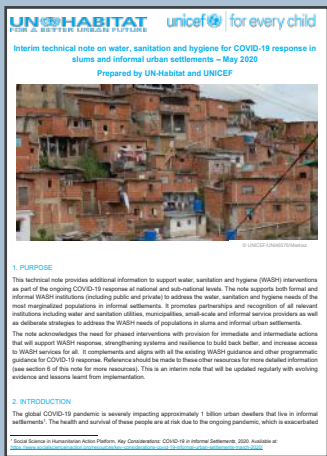 UN HABITAT
FOR A BETTER URBAN FUTURE
unicef | for every child
Interim technical note on water, sanitation and hygiene for COVID-19 response in
slums and informal urban settlements – May 2020
Prepared by UN-Habitat and UNICEF
1. PURPOSE
This technical note provides additional information to support water, sanitation and hygiene (WASH) interventions
as part of the ongoing COVID-19 response at national and sub-national levels. The note supports both formal and
informal WASH institutions (including public and private) to address the water, sanitation and hygiene needs of the
most marginalized populations in informal settlements. It promotes partnerships and recognition of all relevant
institutions including water and sanitation utilities, municipalities, small-scale and informal service providers as well
as deliberate strategies to address the WASH needs of populations in slums and informal urban settlements.
The note acknowledges the need for phased interventions with provision for immediate and intermediate actions
that will support WASH response, strengthening systems and resilience to build back better, and increase access
to WASH services for all. It complements and aligns with all the existing WASH guidance and other programmatic
guidance for COVID-19 response. Reference should be made to these other resources for more detailed information
(see section 6 of this note for more resources). This is an interim note that will be updated regularly with evolving
evidence and lessons learnt from implementation.
2. INTRODUCTION
The global COVID-19 pandemic is severely impacting approximately 1 billion urban dwellers that live in informal
settlements¹. The health and survival of these people are at risk due to the ongoing pandemic, which is exacerbated
¹ Social Science in Humanitarian Action Platform, Key Considerations: COVID-19 in Informal Settlements, 2020. Available at: